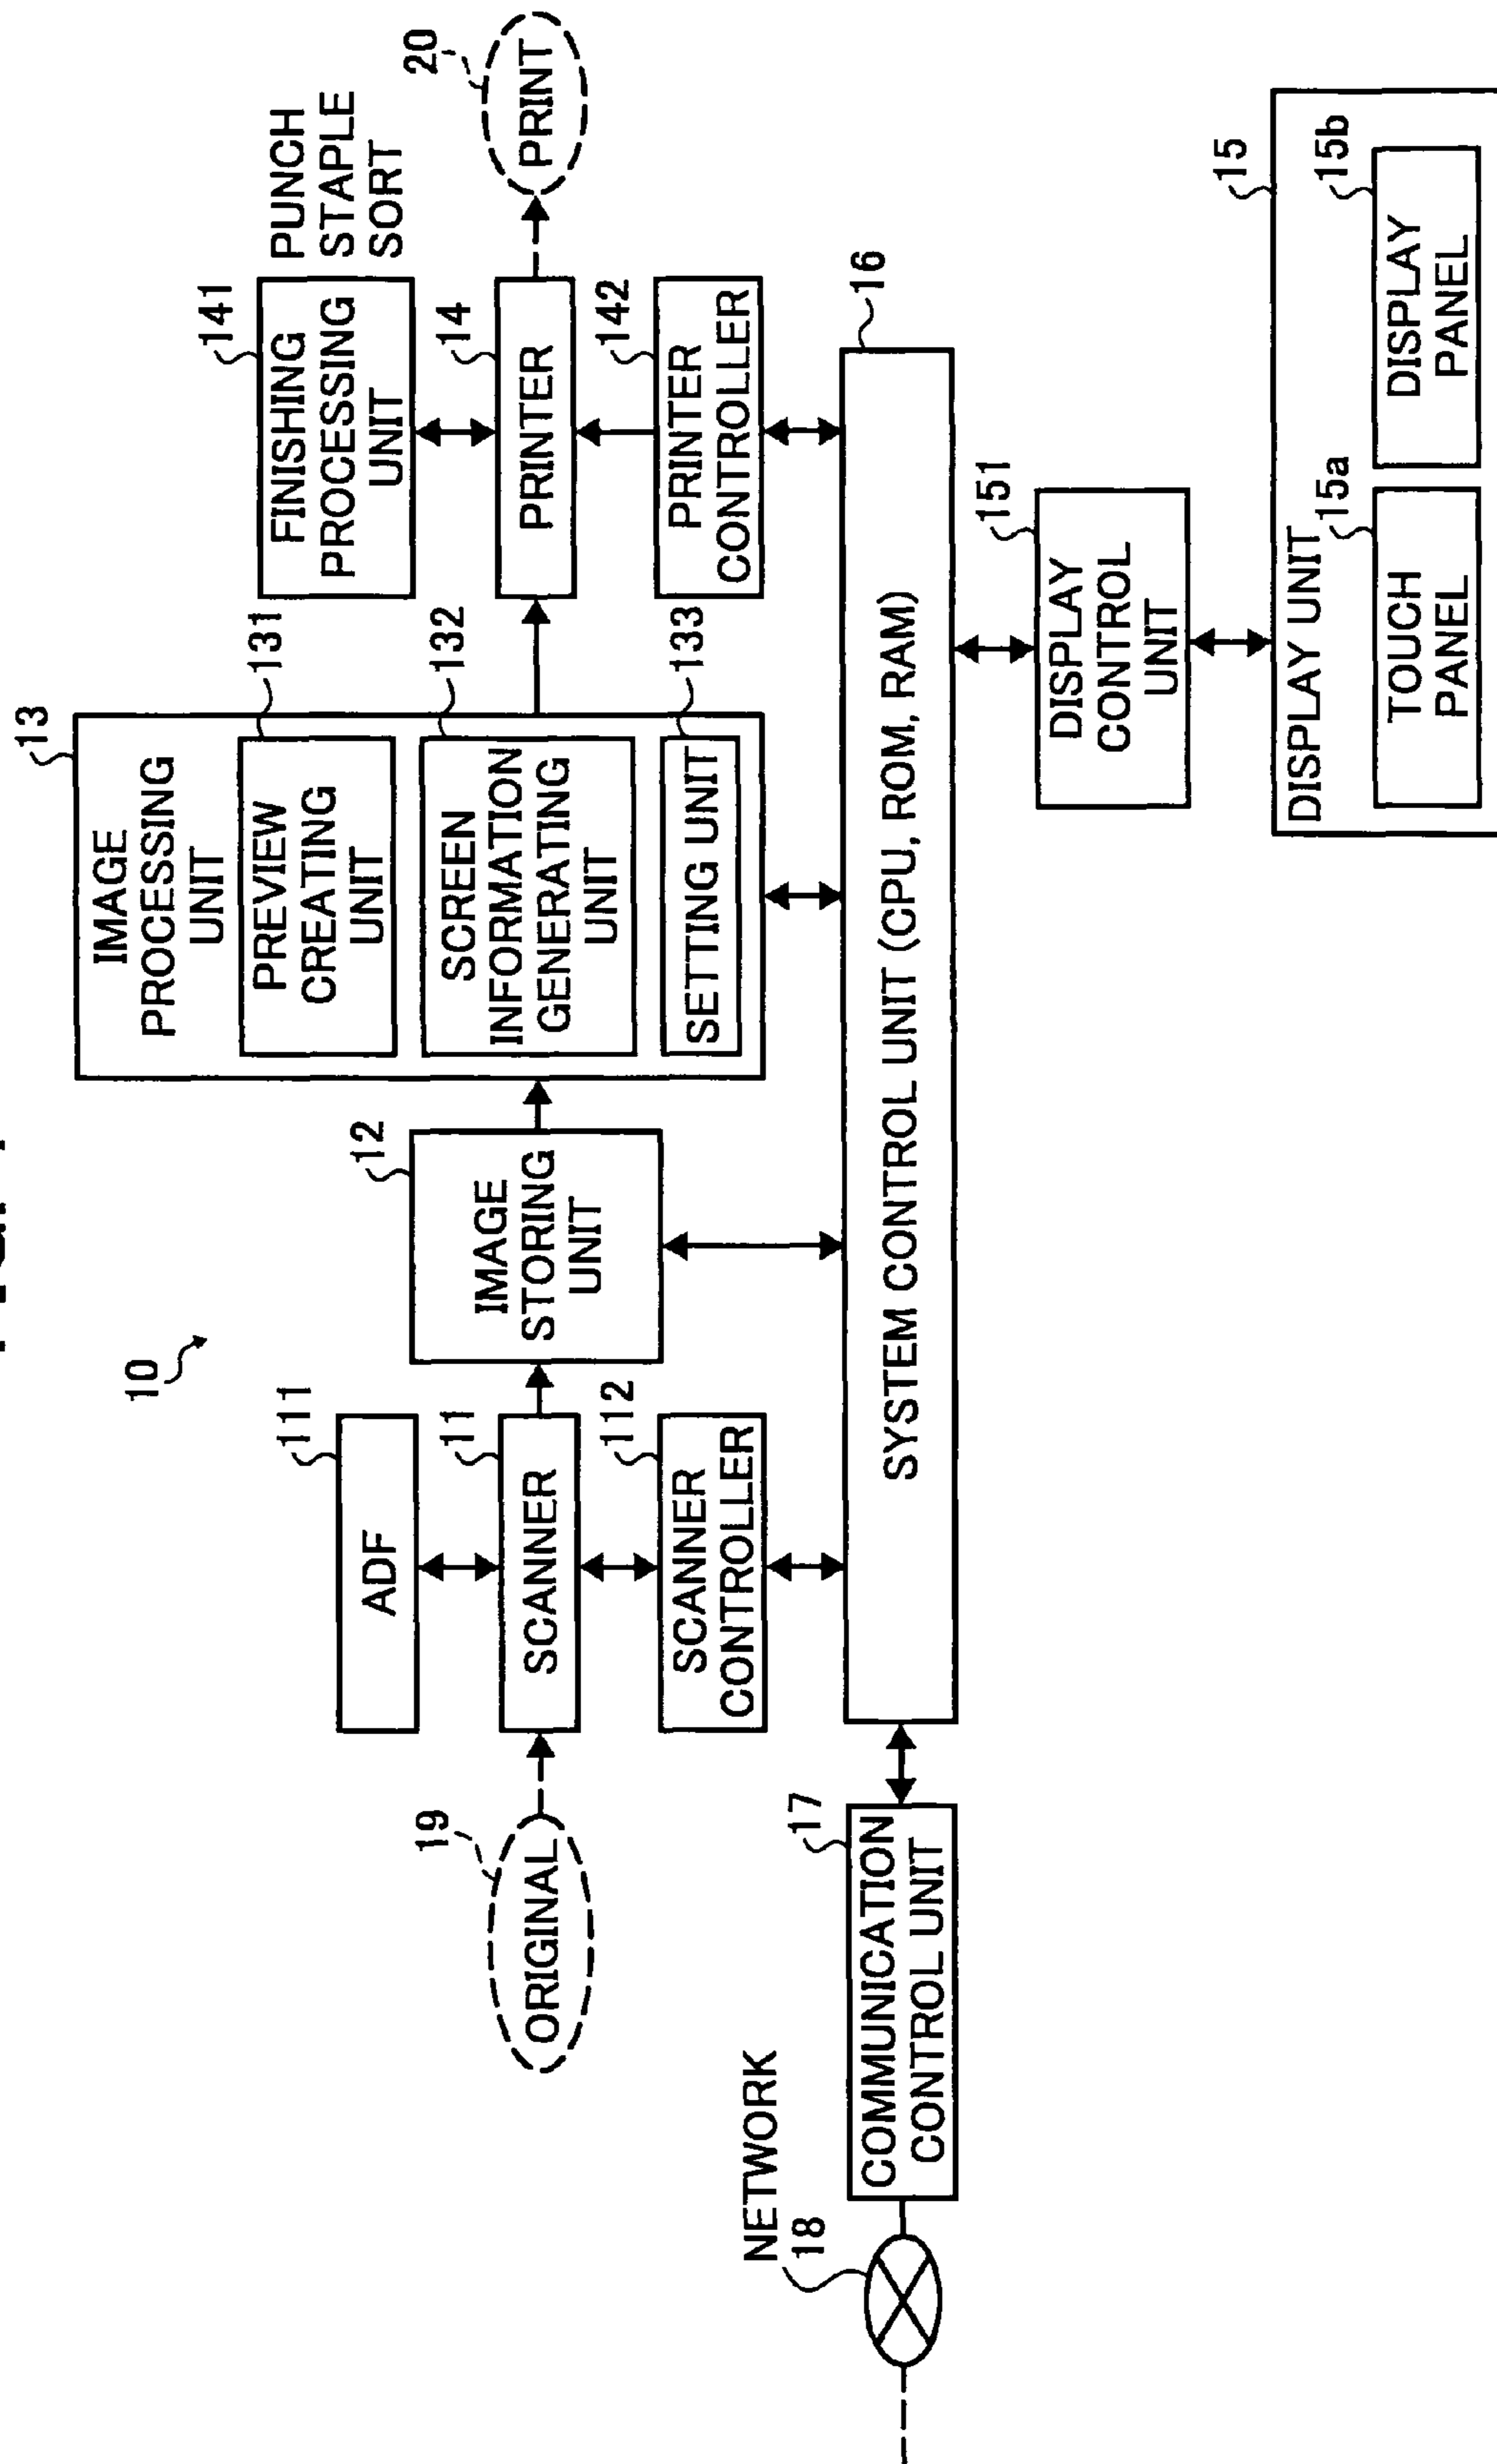 10
111
ADF
11
SCANNER
112
SCANNER
CONTROLLER
19
ORIGINAL
12
IMAGE
STORING
UNIT
13
IMAGE
PROCESSING
UNIT
131
PREVIEW
CREATING
UNIT
132
SCREEN
INFORMATION
GENERATING
UNIT
133
SETTING UNIT
141
FINISHING
PROCESSING
UNIT
PUNCH
STAPLE
SORT
14
PRINTER
142
PRINTER
CONTROLLER
20
PRINT
16
SYSTEM CONTROL UNIT (CPU, ROM, RAM)
NETWORK
18
17
COMMUNICATION
CONTROL UNIT
151
DISPLAY
CONTROL
UNIT
15
DISPLAY UNIT
15a
TOUCH
PANEL
15b
DISPLAY
PANEL